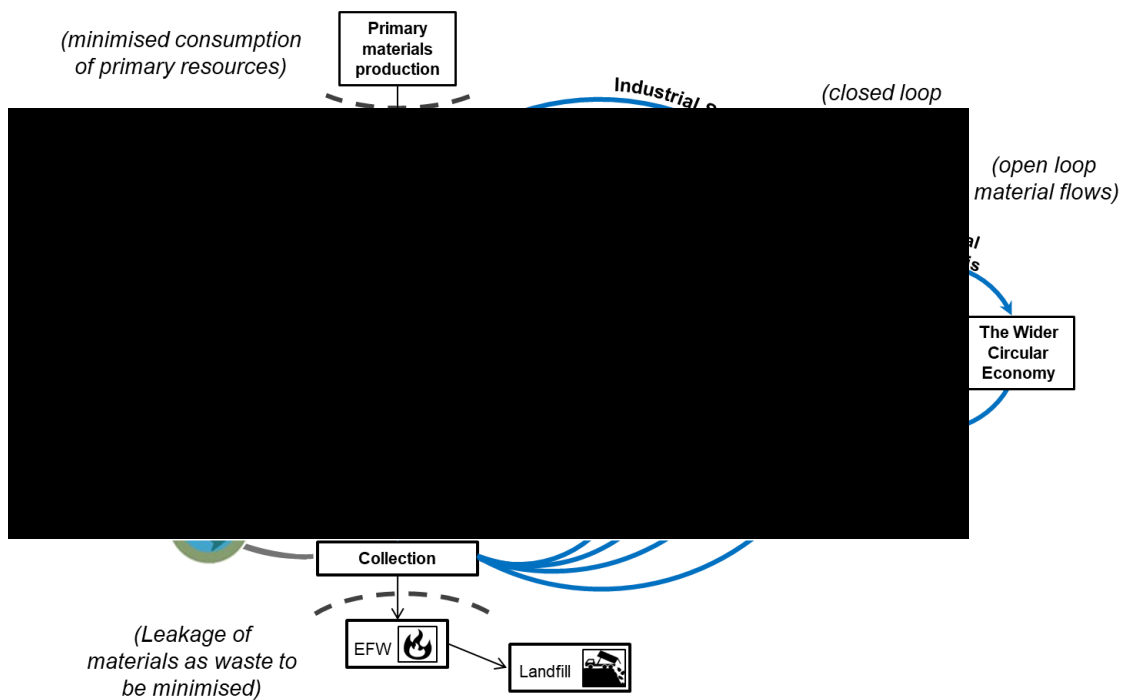 Primary
materials
production
(minimised consumption
of primary resources)
Industrial
(closed loop
(open loop
material flows)
The Wider
Circular
Economy
Collection
EFW
Landfill
(Leakage of
materials as waste to
be minimised)